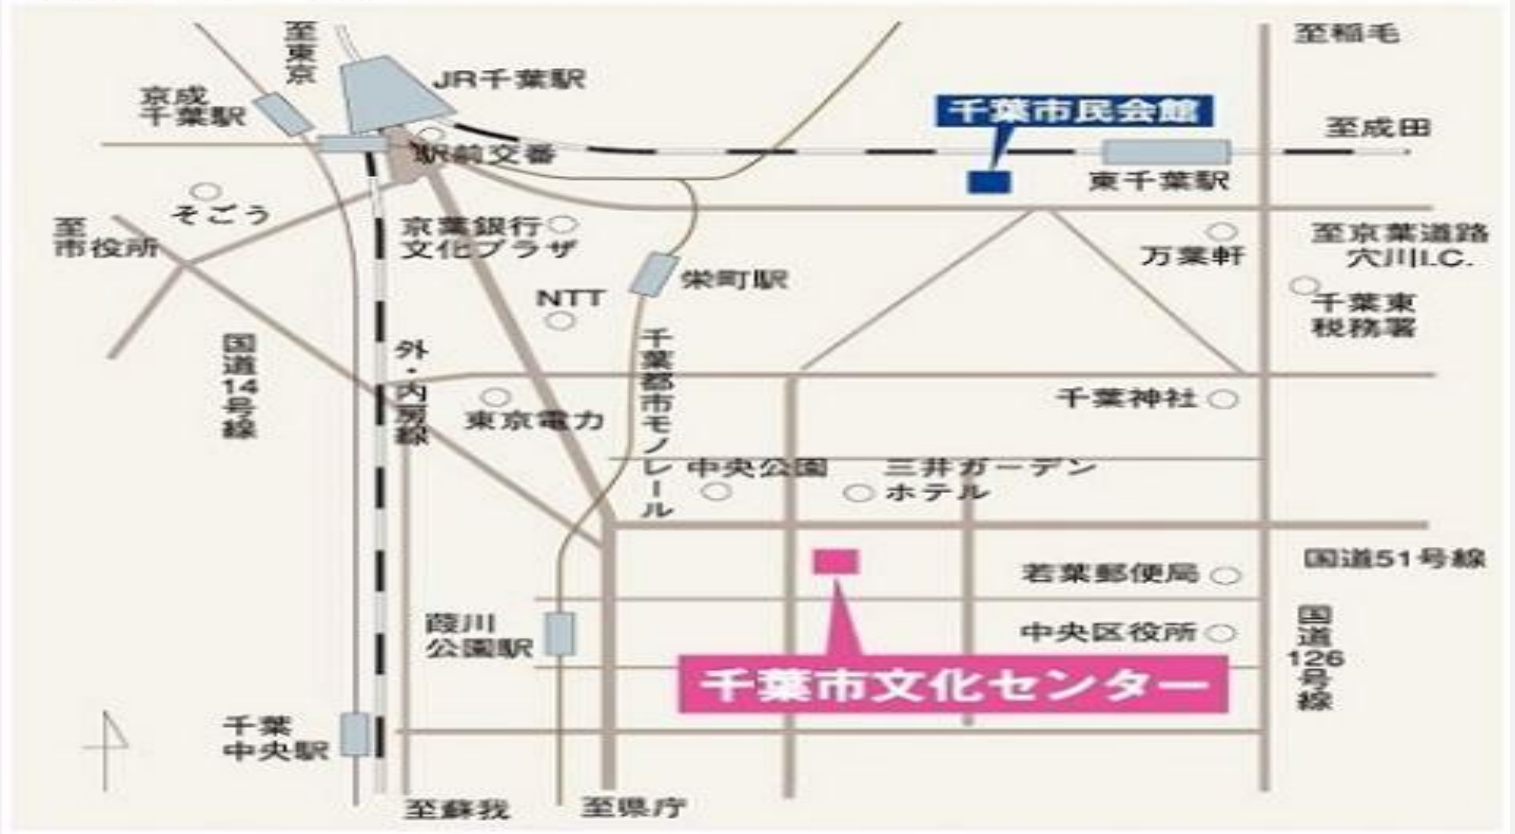 至東京
至稲毛
JR千葉駅
京成
千葉駅
千葉市民会館
至成田
駅前交番
東千葉駅
そごう
至
市役所
京葉銀行
文化プラザ
万葉軒
至京葉道路
穴川I.C.
栄町駅
NTT
千葉東
税務署
国道14号線
外・内房線
千葉都市モノレール
東京電力
千葉神社
中央公園
三井ガーデン
ホテル
国道51号線
若葉郵便局
葭川
公園駅
中央区役所
国道126号線
千葉市文化センター
千葉
中央駅
至蘇我
至県庁